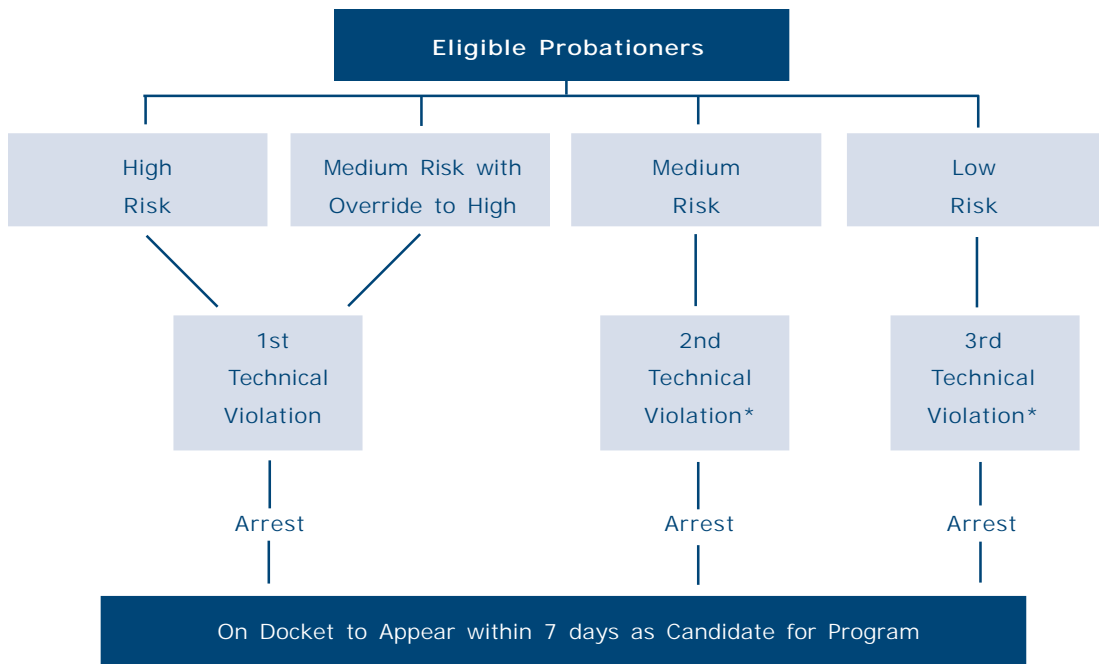 Eligible Probationers
High
Risk
Medium Risk with
Override to High
Medium
Risk
Low
Risk
1st
Technical
Violation
2nd
Technical
Violation*
3rd
Technical
Violation*
Arrest
Arrest
Arrest
On Docket to Appear within 7 days as Candidate for Program